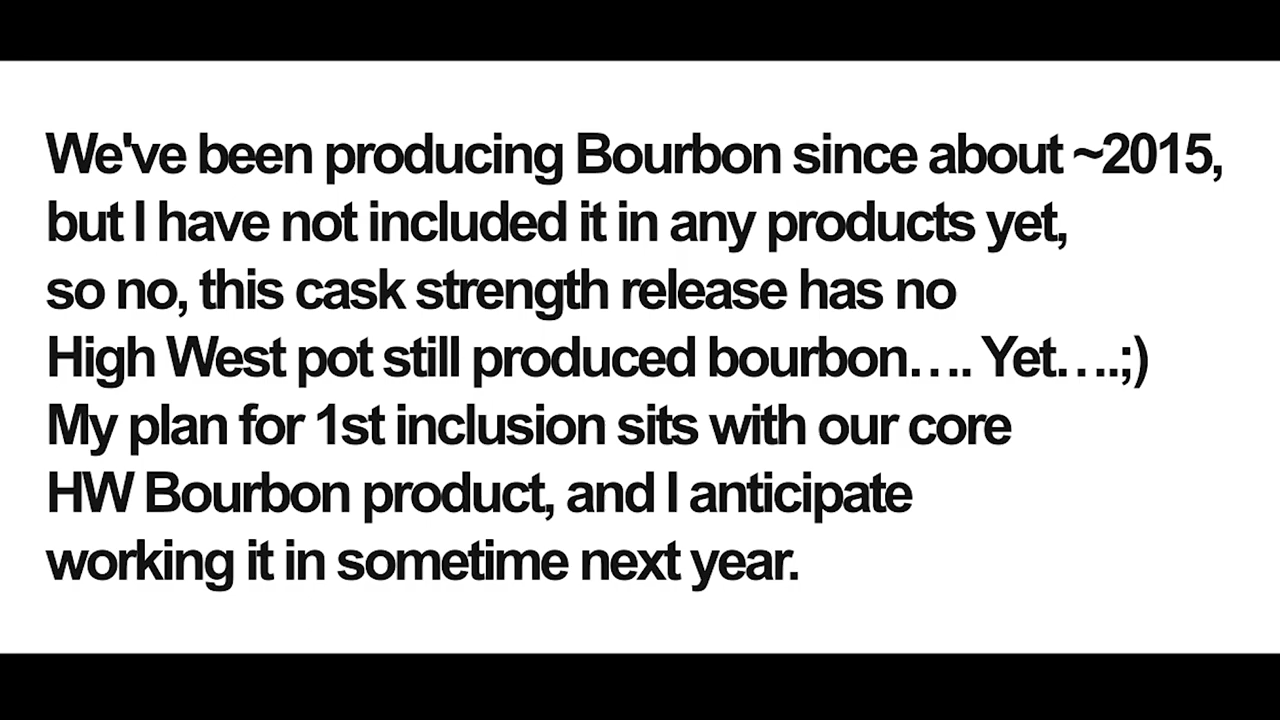 We've been producing Bourbon since about ~2015,
but I have not included it in any products yet,
so no, this cask strength release has no
High West pot still produced bourbon…. Yet….;)
My plan for 1st inclusion sits with our core
HW Bourbon product, and I anticipate
working it in sometime next year.